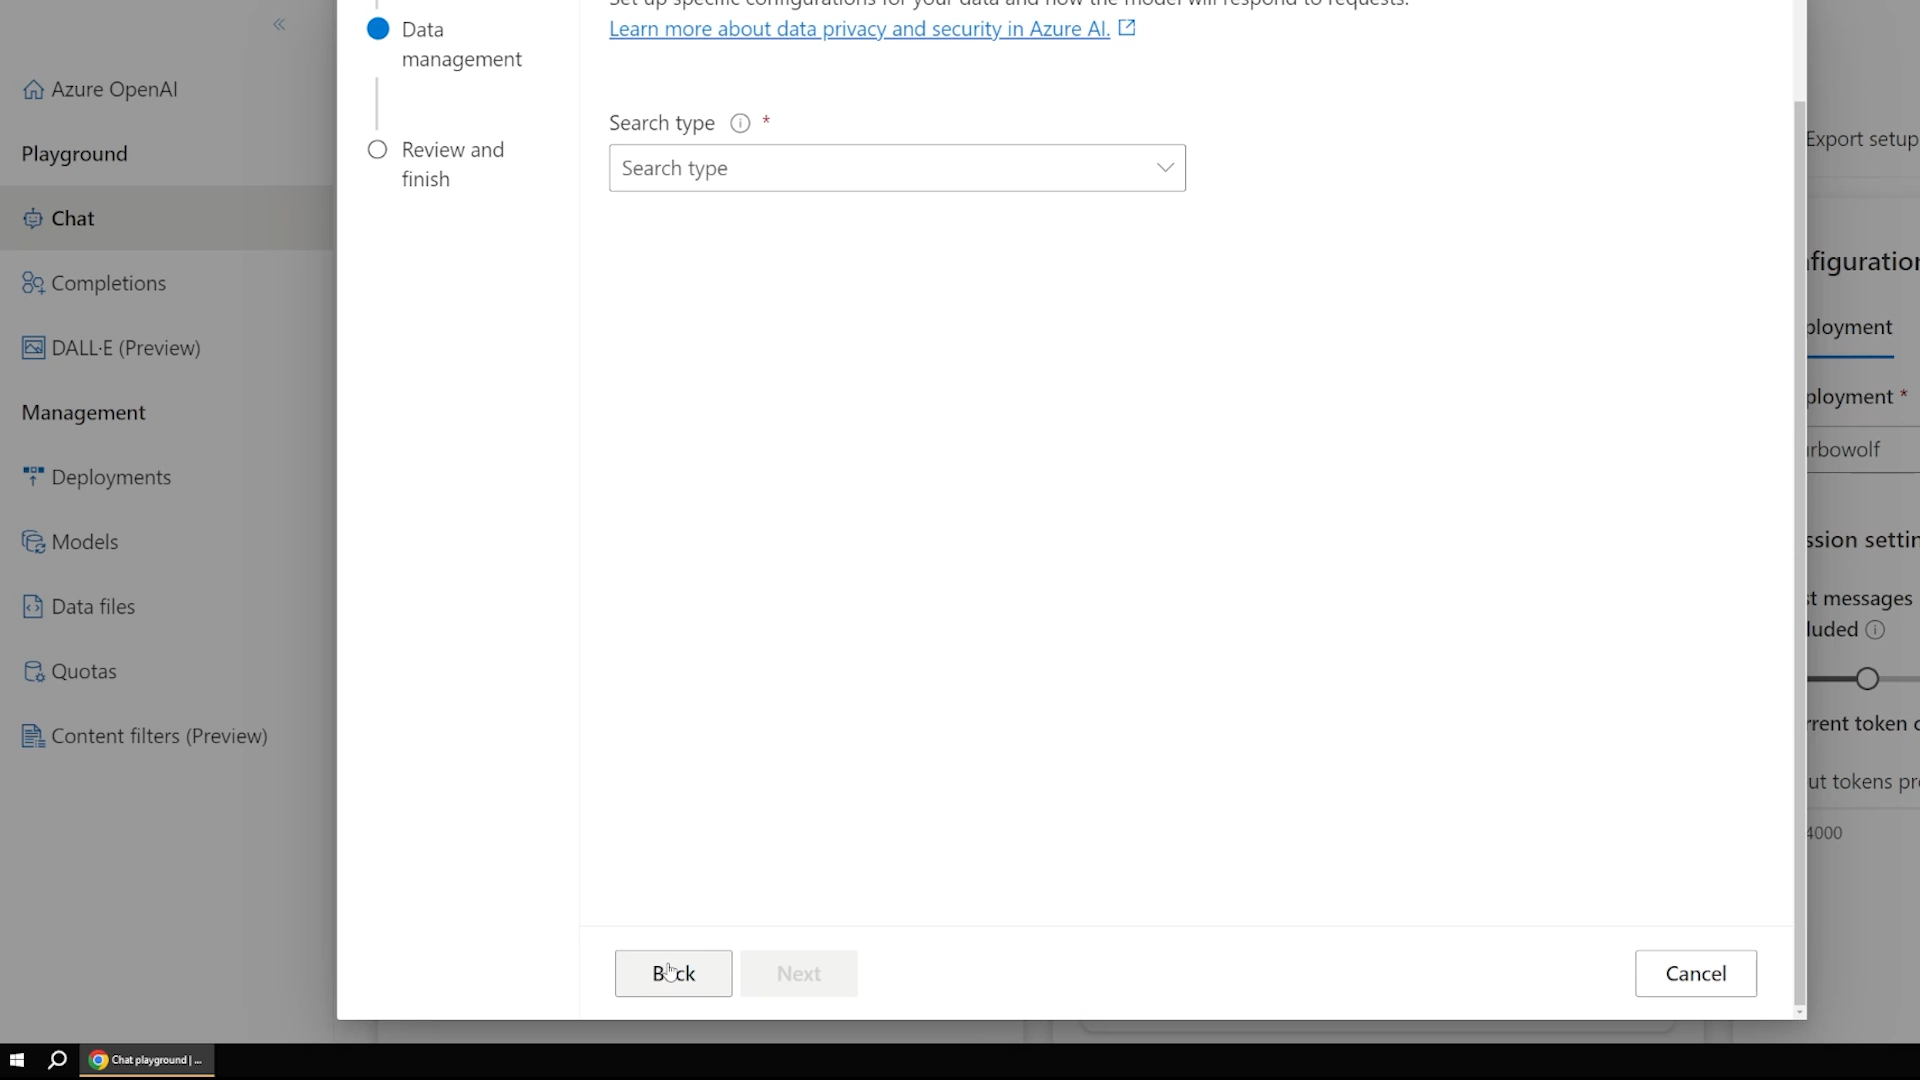 Azure OpenAI
Playground
Chat
Completions
DALL·E (Preview)
Management
Deployments
Models
Data files
Quotas
Content filters (Preview)
Data
management
Review and
finish
Set up specific configurations for your data and how the model will respond to requests.
Learn more about data privacy and security in Azure AI.
Search type *
Search type
Back
Next
Cancel
Export setup
figuration
ployment
ployment *
rbowolf
ssion settin
st messages
luded
rrent token c
ut tokens pr
4000
Chat playground | ...